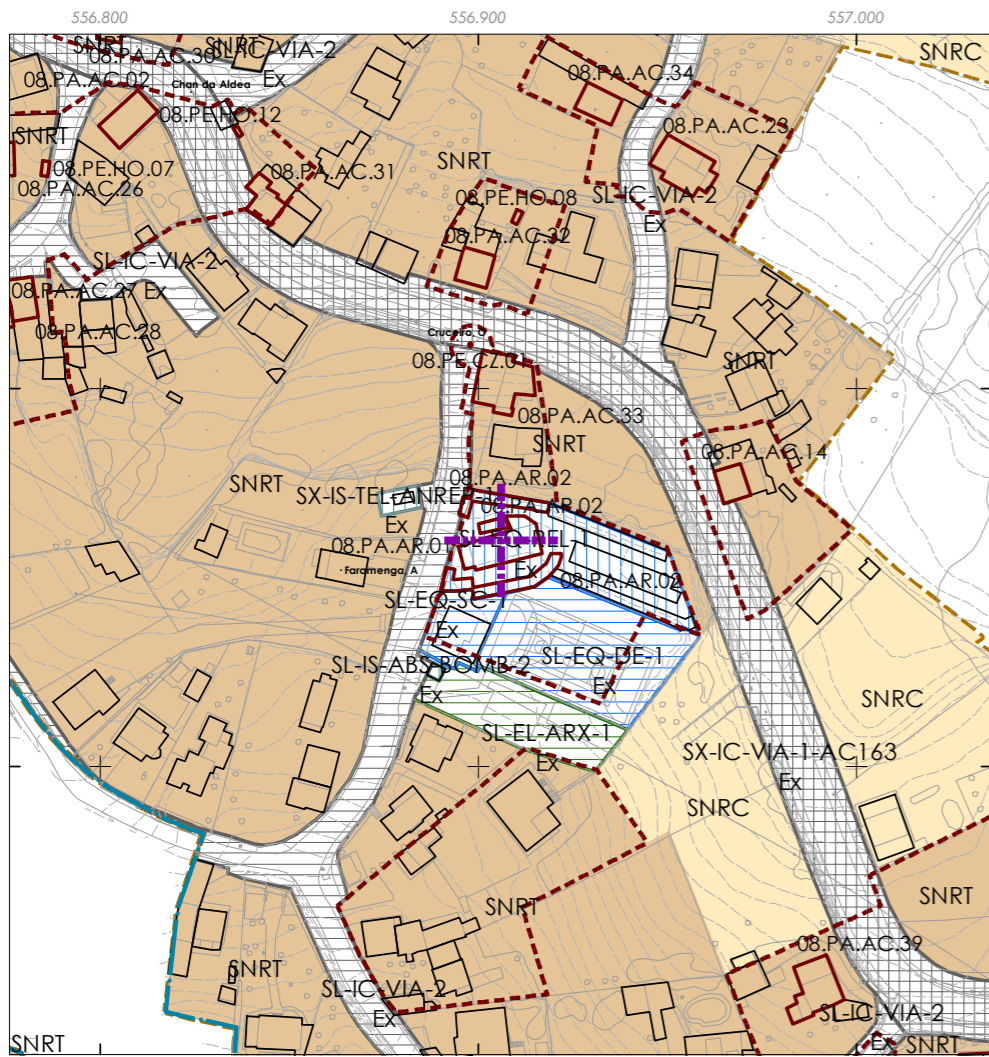 556.800
556.900
557.000
SNRT
08.PA.AC.30
SNRT
SL-IC-VIA-2
Ex
SNRC
08.PA.AC.02
Chan da Aldea
08.PA.AC.34
08.PE.HO.12
08.PA.AC.23
SNRT
SNRT
08.PE.HO.07
08.PA.AC.31
08.PA.AC.26
08.PE.HO.08
SL-IC-VIA-2
Ex
08.PA.AC.32
SL-IC-VIA-2
Ex
08.PA.AC.27
08.PA.AC.28
Cruceiro, O
08.PE.CZ.01
SNRT
08.PA.AC.33
SNRT
08.PA.AC.14
SNRT
08.PA.AR.02
SX-IS-TEL-ANREF-1
Ex
08.PA.AR.02
08.PA.AR.01
Ex
Faramenga, A
08.PA.AR.02
SL-EQ-SC-1
Ex
SL-IS-ABS-BOMB-2
Ex
SL-EQ-DE-1
Ex
SNRC
SL-EL-ARX-1
Ex
SX-IC-VIA-1-AC163
Ex
SNRC
SNRT
SNRT
08.PA.AC.39
SNRT
SL-IC-VIA-2
Ex
SL-IC-VIA-2
Ex
SNRT
SNRT